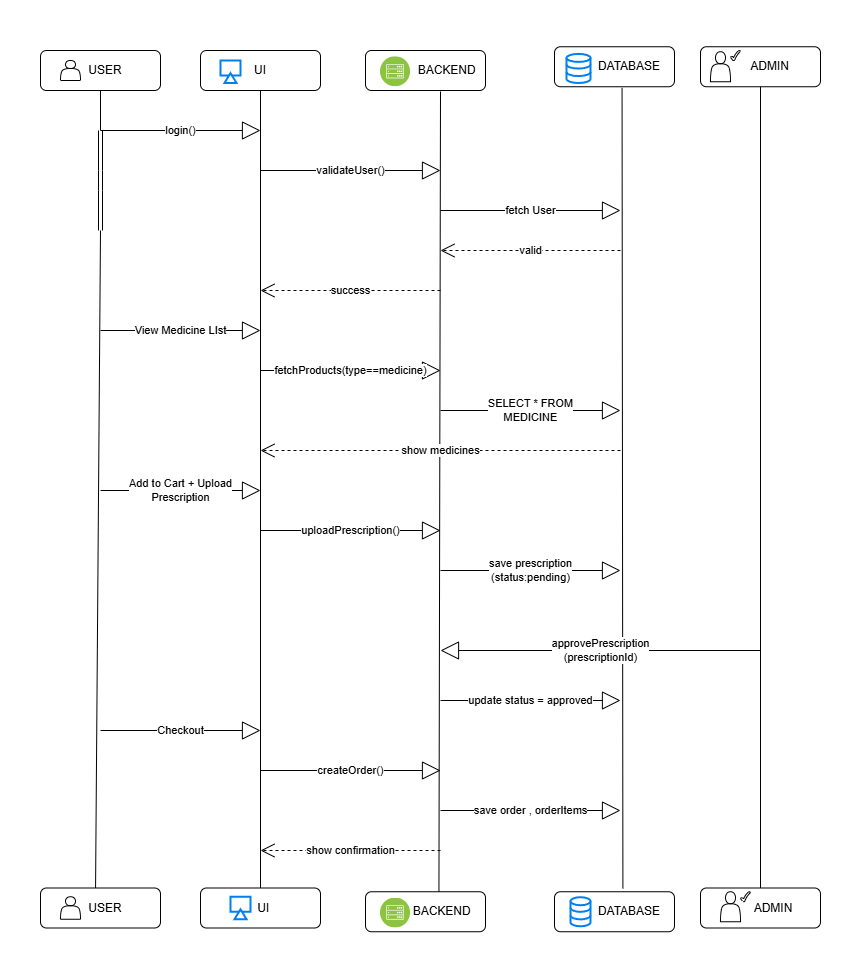 USER
UI
BACKEND
DATABASE
ADMIN
login()
validateUser()
fetch User
valid
success
View Medicine LIst
fetchProducts(type==medicine)
SELECT * FROM
MEDICINE
show medicines
Add to Cart + Upload
Prescription
uploadPrescription()
save prescription
(status:pending)
approvePrescription
(prescriptionId)
update status = approved
Checkout
createOrder()
save order , orderItems
show confirmation
USER
UI
BACKEND
DATABASE
ADMIN